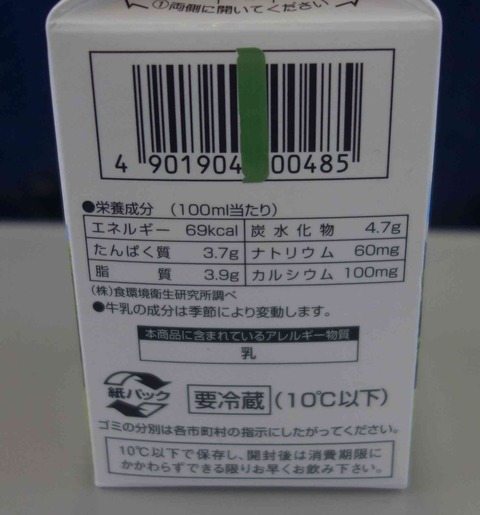 ①両側に開いてください
4 901904 00485
●栄養成分 (100ml当たり)
エネルギー 69kcal 炭水化物 4.7g
たんぱく質 3.7g ナトリウム 60mg
脂質 3.9g カルシウム 100mg
(株)食環境衛生研究所調べ
●牛乳の成分は季節により変動します。
本商品に含まれているアレルギー物質
乳
紙パック 要冷蔵 (10℃以下)
ゴミの分別は各市町村の指示にしたがってください。
10℃以下で保存し、開封後は消費期限に
かかわらずできる限りお早くお飲み下さい。